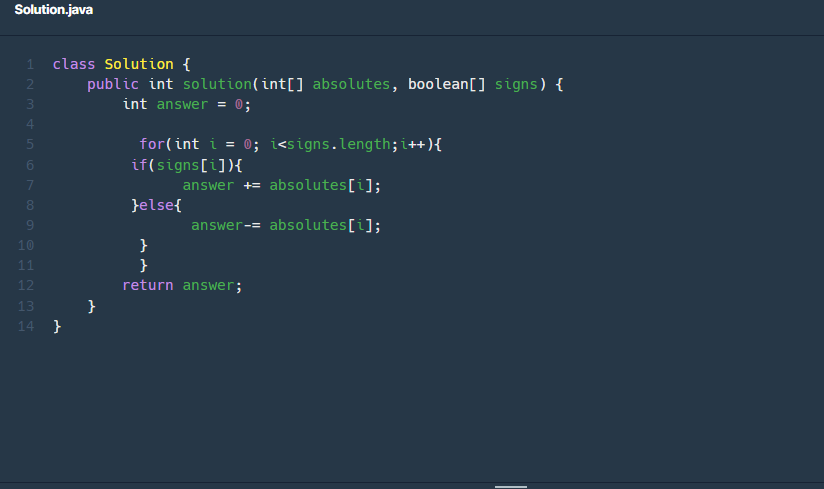 Solution.java
1 class Solution {
2 public int solution(int[] absolutes, boolean[] signs) {
3 int answer = 0;
4
5 for(int i = 0; i<signs.length;i++){
6 if(signs[i]){
7 answer += absolutes[i];
8 }else{
9 answer-= absolutes[i];
10 }
11 }
12 return answer;
13 }
14 }